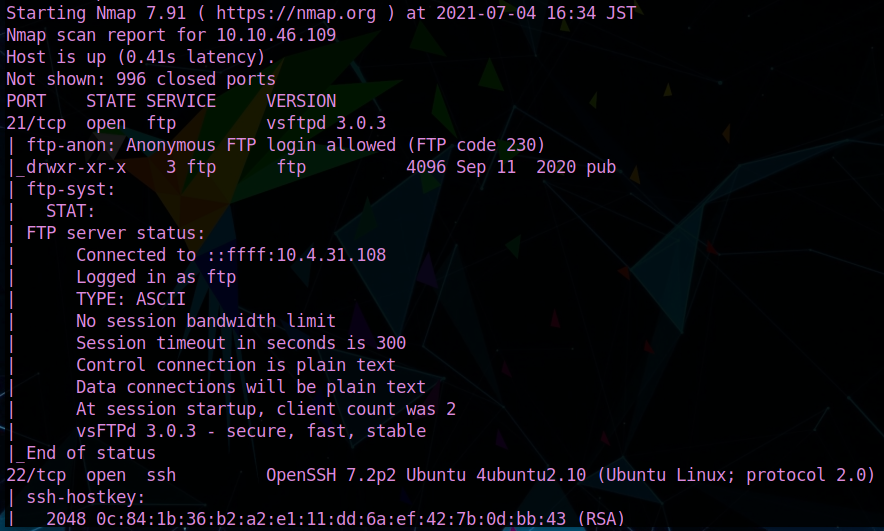 Starting Nmap 7.91 ( https://nmap.org ) at 2021-07-04 16:34 JST
Nmap scan report for 10.10.46.109
Host is up (0.41s latency).
Not shown: 996 closed ports
PORT    STATE SERVICE     VERSION
21/tcp  open  ftp         vsftpd 3.0.3
| ftp-anon: Anonymous FTP login allowed (FTP code 230)
|_drwxr-xr-x    3 ftp      ftp          4096 Sep 11  2020 pub
| ftp-syst:
|   STAT:
| FTP server status:
|      Connected to ::ffff:10.4.31.108
|      Logged in as ftp
|      TYPE: ASCII
|      No session bandwidth limit
|      Session timeout in seconds is 300
|      Control connection is plain text
|      Data connections will be plain text
|      At session startup, client count was 2
|      vsFTPd 3.0.3 - secure, fast, stable
|_End of status
22/tcp  open  ssh         OpenSSH 7.2p2 Ubuntu 4ubuntu2.10 (Ubuntu Linux; protocol 2.0)
| ssh-hostkey:
|   2048 0c:84:1b:36:b2:a2:e1:11:dd:6a:ef:42:7b:0d:bb:43 (RSA)